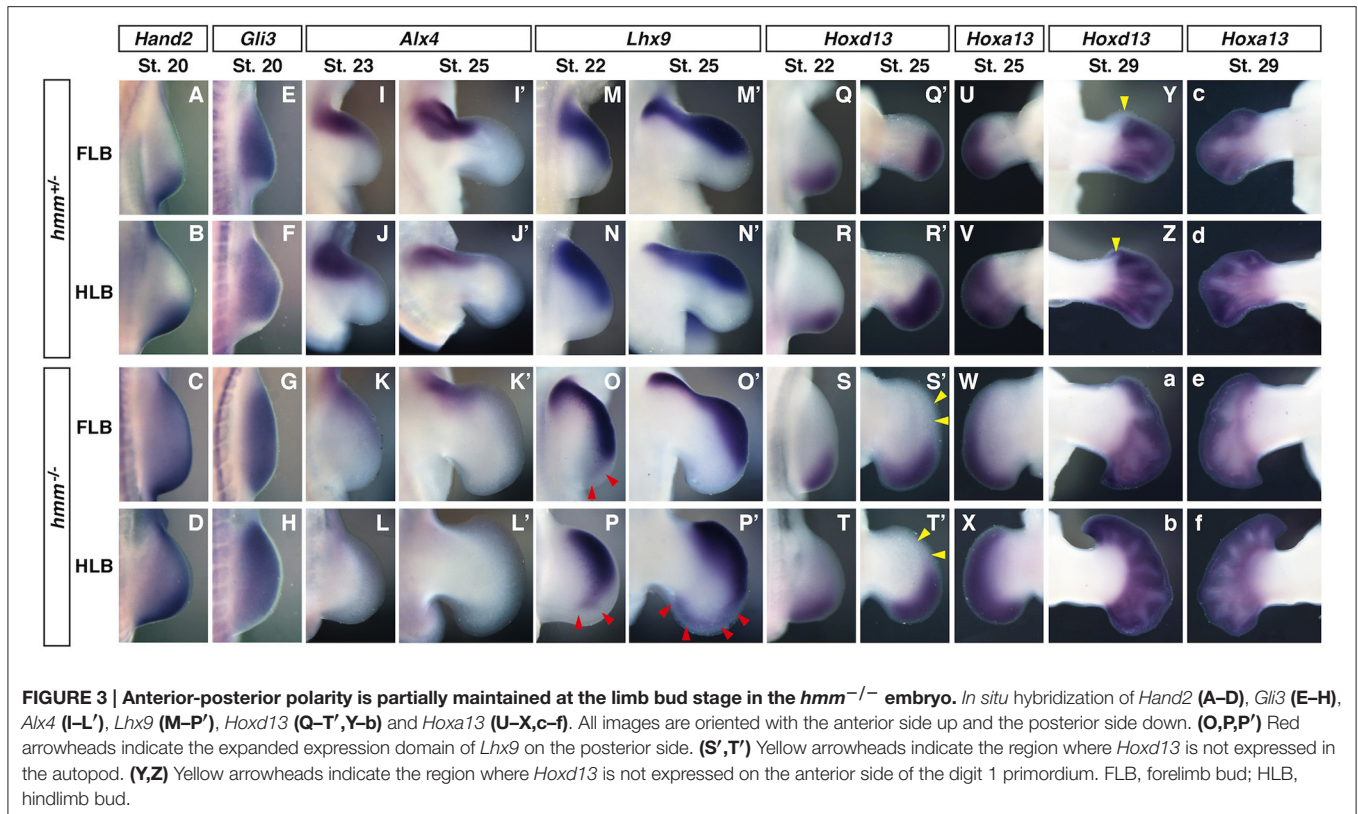 Hand2 Gli3 Alx4 Lhx9 Hoxd13 Hoxa13 Hoxd13 Hoxa13
St. 20 St. 20 St. 23 St. 25 St. 22 St. 25 St. 22 St. 25 St. 25 St. 29 St. 29
hmm+/-
FLB A E I I' M M' Q Q' U Y c
HLB B F J J' N N' R R' V Z d
hmm-/-
FLB C G K K' O O' S S' W a e
HLB D H L L' P P' T T' X b f
FIGURE 3 | Anterior-posterior polarity is partially maintained at the limb bud stage in the hmm−/− embryo. In situ hybridization of Hand2 (A–D), Gli3 (E–H),
Alx4 (I–L′), Lhx9 (M–P′), Hoxd13 (Q–T′,Y–b) and Hoxa13 (U–X,c–f). All images are oriented with the anterior side up and the posterior side down. (O,P,P′) Red
arrowheads indicate the expanded expression domain of Lhx9 on the posterior side. (S′,T′) Yellow arrowheads indicate the region where Hoxd13 is not expressed in
the autopod. (Y,Z) Yellow arrowheads indicate the region where Hoxd13 is not expressed on the anterior side of the digit 1 primordium. FLB, forelimb bud; HLB,
hindlimb bud.